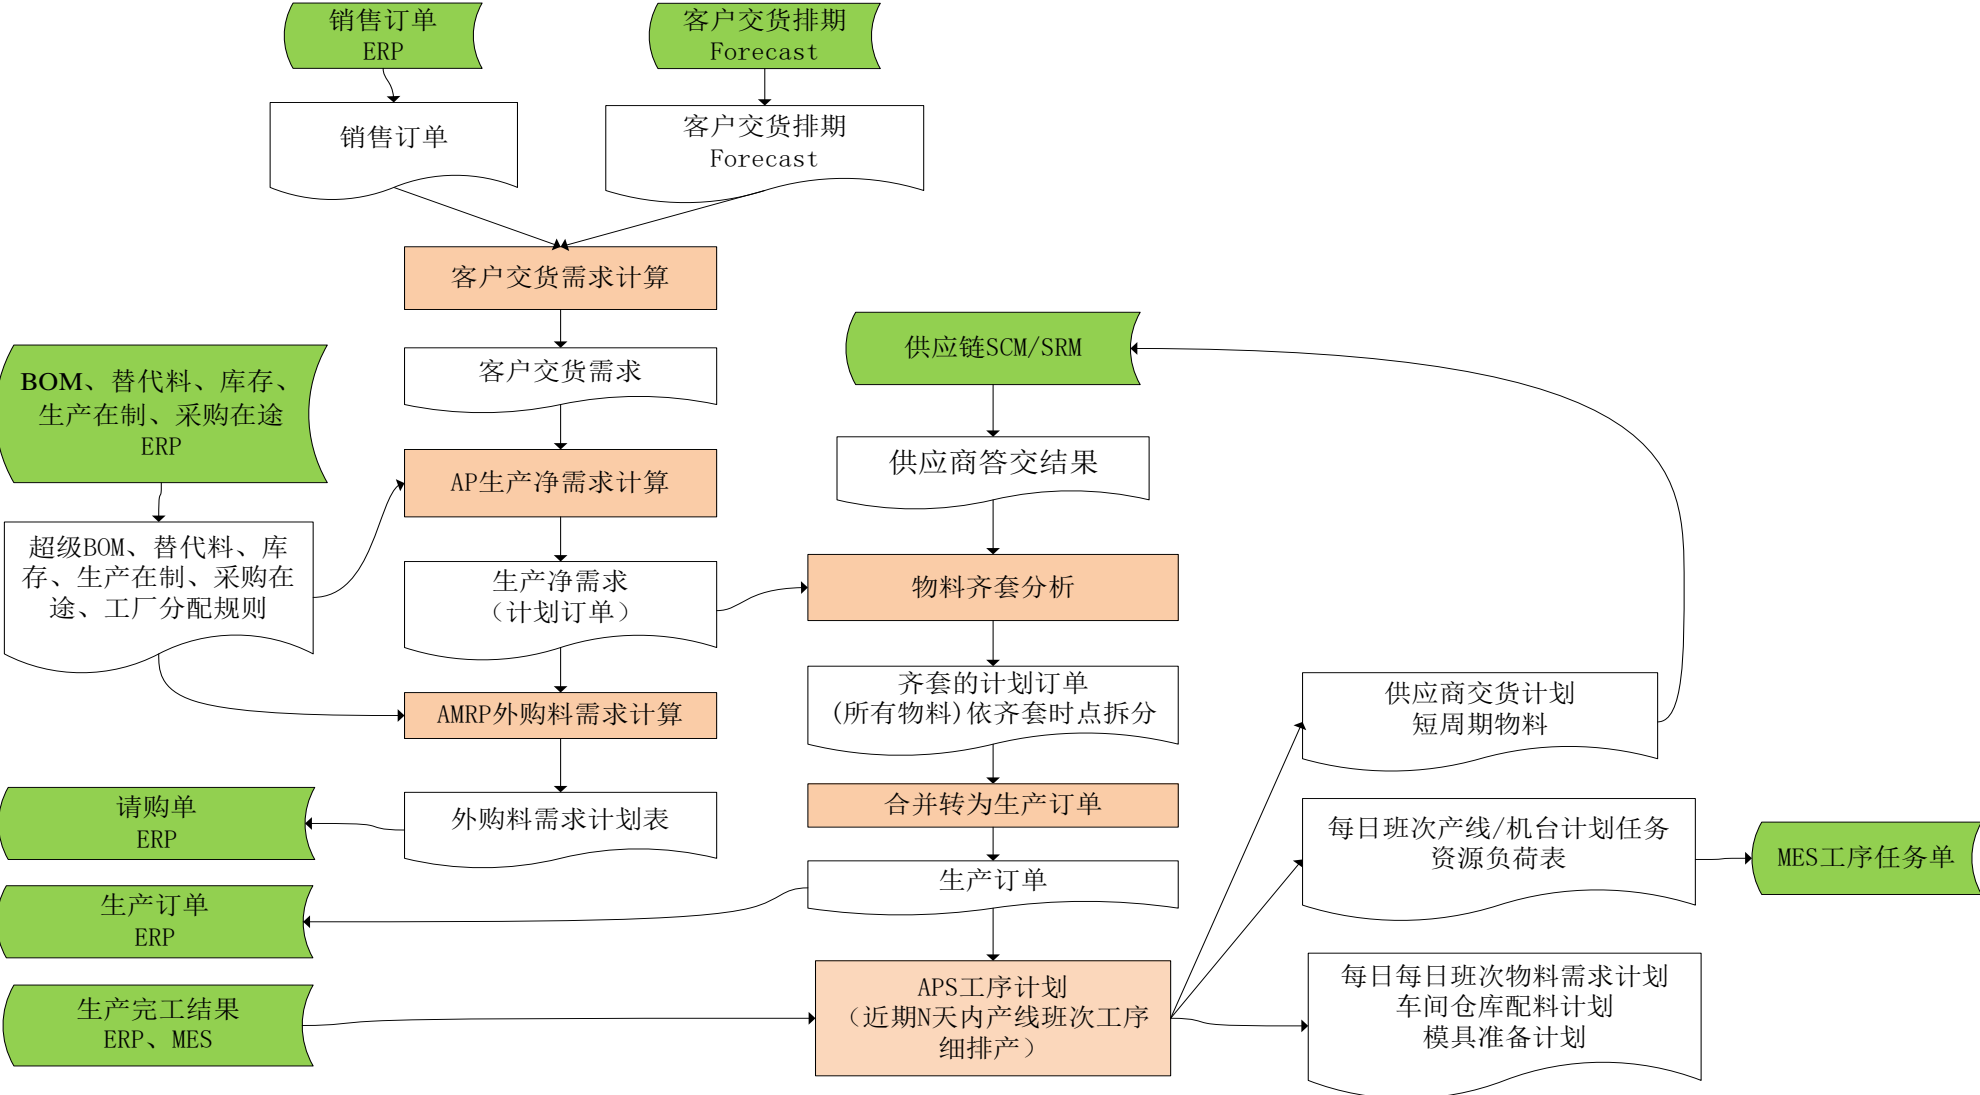 销售订单
ERP
客户交货排期
Forecast
销售订单
客户交货排期
Forecast
客户交货需求计算
客户交货需求
供应链SCM/SRM
BOM、替代料、库存、
生产在制、采购在途
ERP
AP生产净需求计算
供应商答交结果
超级BOM、替代料、库
存、生产在制、采购在
途、工厂分配规则
生产净需求
（计划订单）
物料齐套分析
AMRP外购料需求计算
齐套的计划订单
(所有物料)依齐套时点拆分
供应商交货计划
短周期物料
请购单
ERP
外购料需求计划表
合并转为生产订单
每日班次产线/机台计划任务
资源负荷表
MES工序任务单
生产订单
ERP
生产订单
生产完工结果
ERP、MES
APS工序计划
（近期N天内产线班次工序
细排产）
每日每日班次物料需求计划
车间仓库配料计划
模具准备计划